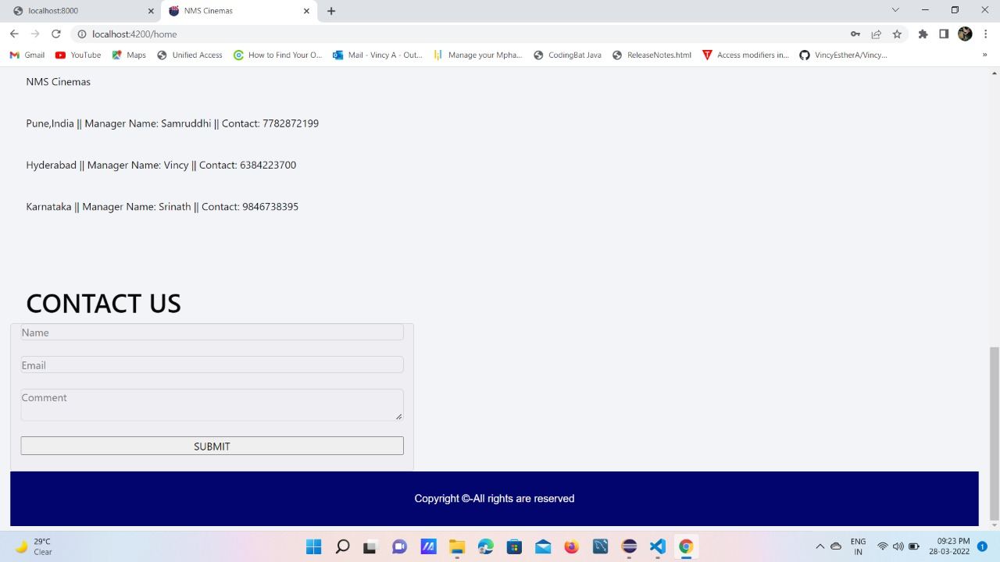 localhost:8000
NMS Cinemas
localhost:4200/home
Gmail
YouTube
Maps
Unified Access
How to Find Your O...
Mail - Vincy A - Out...
Manage your Mpha...
CodingBat Java
ReleaseNotes.html
Access modifiers in...
VincyEstherA/Vincy...
»
NMS Cinemas
Pune,India || Manager Name: Samruddhi || Contact: 7782872199
Hyderabad || Manager Name: Vincy || Contact: 6384223700
Karnataka || Manager Name: Srinath || Contact: 9846738395
CONTACT US
Name
Email
Comment
SUBMIT
Copyright ©-All rights are reserved
29°C
Clear
ENG
IN
09:23 PM
28-03-2022
1